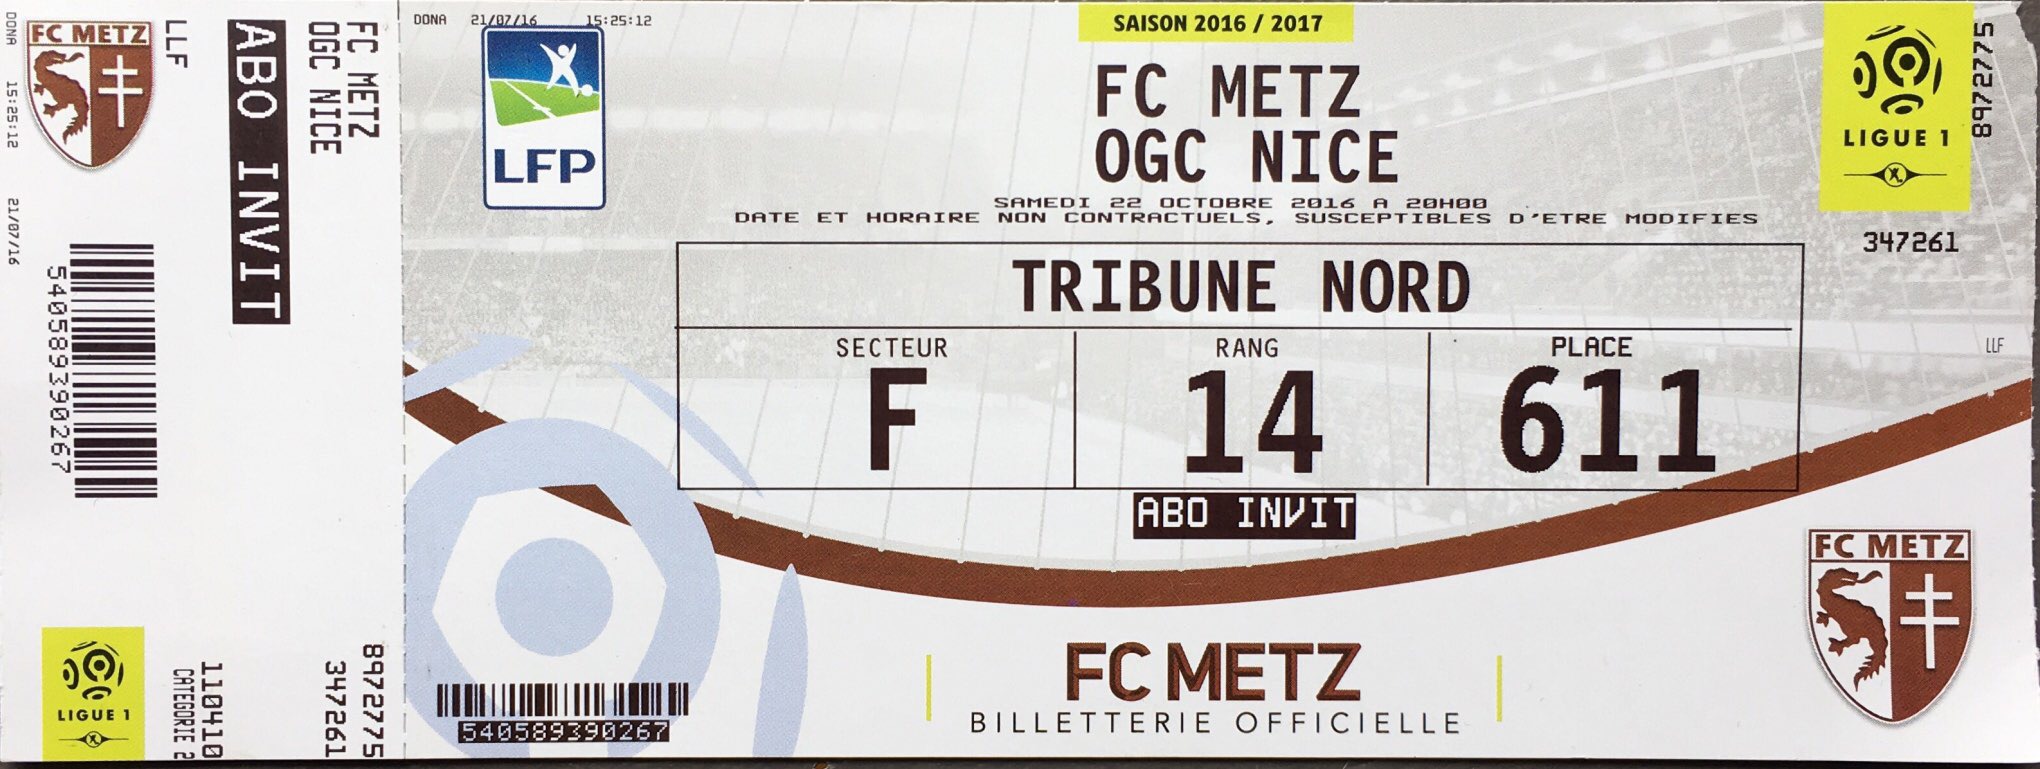 DONA 15:25:12 21/07/16
FC METZ
LLF
ABO INVIT
FC METZ
OGC NICE
540589390267
LIGUE 1
110410
CATEGORIE 2
8972775
347261
DONA 21/07/16 15:25:12
LFP
SAISON 2016 / 2017
FC METZ
OGC NICE
SAMEDI 22 OCTOBRE 2016 A 20H00
DATE ET HORAIRE NON CONTRACTUELS, SUSCEPTIBLES D'ETRE MODIFIES
LIGUE 1
8972775
347261
TRIBUNE NORD
SECTEUR RANG PLACE
F 14 611
LLF
ABO INVIT
540589390267
FC METZ
BILLETTERIE OFFICIELLE
FC METZ